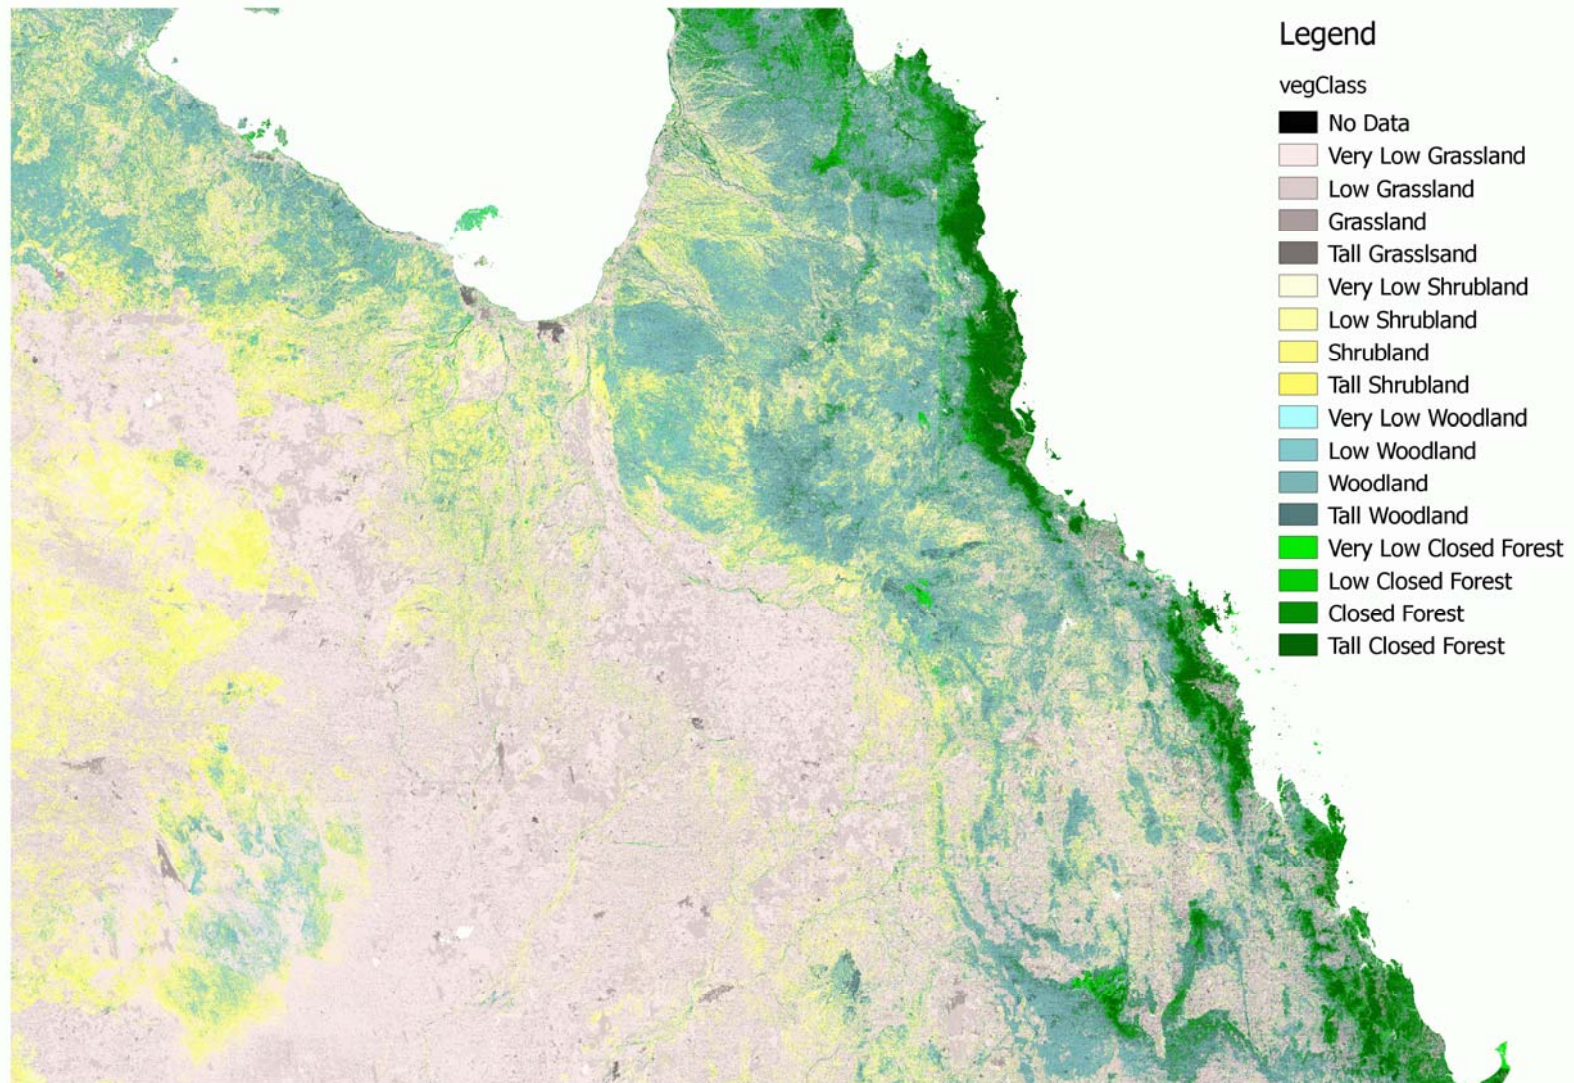 Legend
vegClass
No Data
Very Low Grassland
Low Grassland
Grassland
Tall Grasslsand
Very Low Shrubland
Low Shrubland
Shrubland
Tall Shrubland
Very Low Woodland
Low Woodland
Woodland
Tall Woodland
Very Low Closed Forest
Low Closed Forest
Closed Forest
Tall Closed Forest